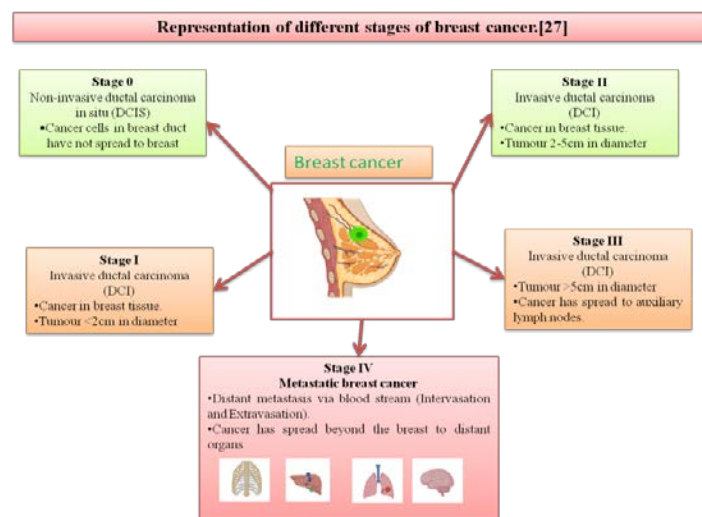 Representation of different stages of breast cancer.[27]
Stage 0
Non-invasive ductal carcinoma
in situ (DCIS)
▪Cancer cells in breast duct
have not spread to breast
Stage II
Invasive ductal carcinoma
(DCI)
•Cancer in breast tissue.
•Tumour 2-5cm in diameter
Breast cancer
Stage I
Invasive ductal carcinoma
(DCI)
•Cancer in breast tissue.
•Tumour <2cm in diameter
Stage III
Invasive ductal carcinoma
(DCI)
•Tumour >5cm in diameter
•Cancer has spread to auxiliary
lymph nodes.
Stage IV
Metastatic breast cancer
•Distant metastasis via blood stream (Intervasation
and Extravasation).
•Cancer has spread beyond the breast to distant
organs